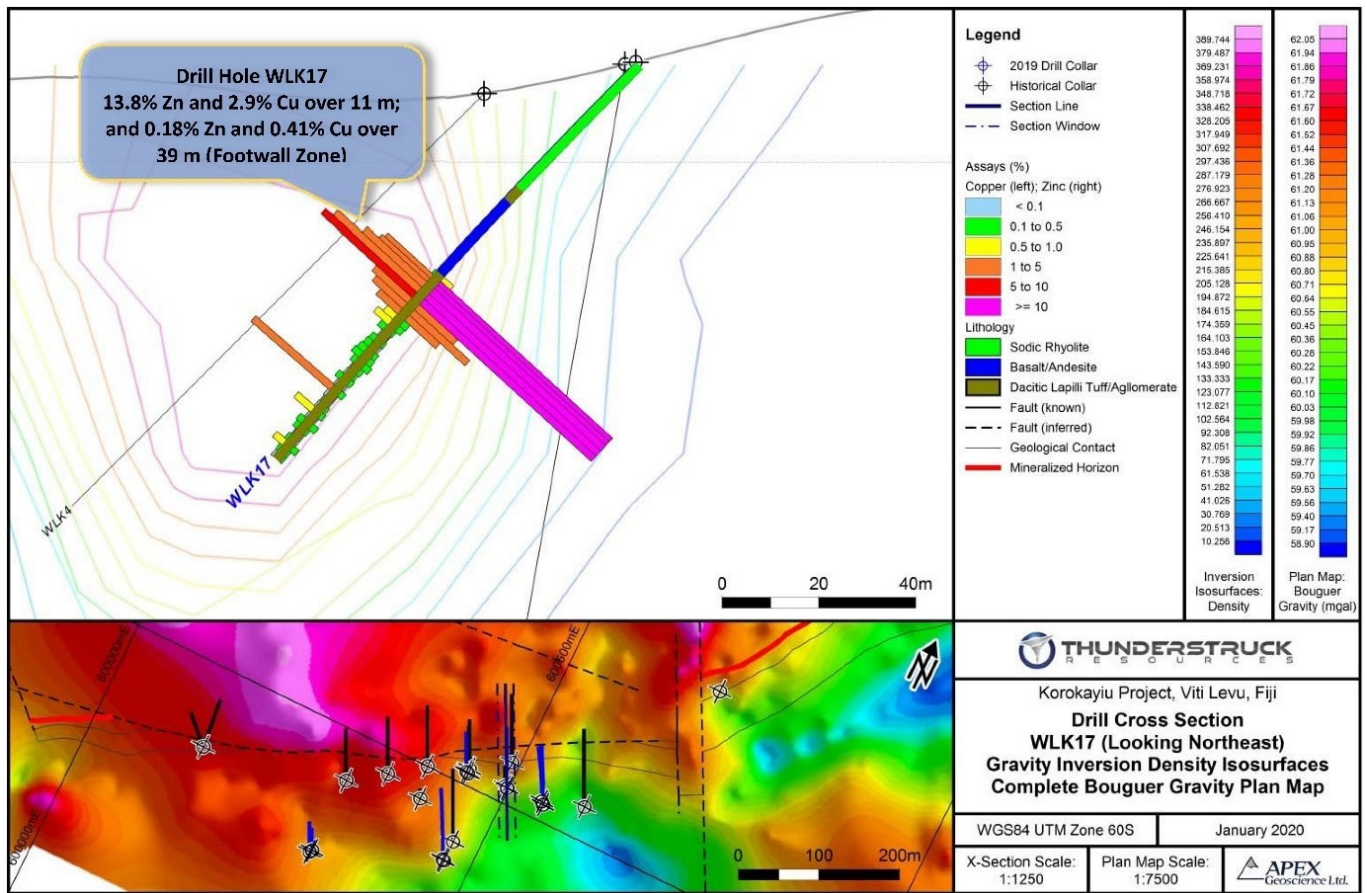 Drill Hole WLK17
13.8% Zn and 2.9% Cu over 11 m;
and 0.18% Zn and 0.41% Cu over
39 m (Footwall Zone)
WLK17
WLK4
0 20 40m
600000mE
600000mE
600500mE
N
0 100 200m
Legend
2019 Drill Collar
Historical Collar
Section Line
Section Window
Assays (%)
Copper (left); Zinc (right)
< 0.1
0.1 to 0.5
0.5 to 1.0
1 to 5
5 to 10
>= 10
Lithology
Sodic Rhyolite
Basalt/Andesite
Dacitic Lapilli Tuff/Agllomerate
Fault (known)
Fault (inferred)
Geological Contact
Mineralized Horizon
389.744
379.487
369.231
358.974
348.718
338.462
328.205
317.949
307.692
297.436
287.179
276.923
266.667
256.410
246.154
235.897
225.641
215.385
205.128
194.872
184.615
174.359
164.103
153.846
143.590
133.333
123.077
112.821
102.564
92.308
82.051
71.795
61.538
51.282
41.026
30.769
20.513
10.256
Inversion
Isosurfaces:
Density
62.05
61.94
61.86
61.79
61.72
61.67
61.60
61.52
61.44
61.36
61.28
61.20
61.13
61.06
61.00
60.95
60.88
60.80
60.71
60.64
60.55
60.45
60.36
60.28
60.22
60.17
60.10
60.03
59.98
59.92
59.86
59.77
59.70
59.63
59.56
59.40
59.17
58.90
Plan Map:
Bouguer
Gravity (mgal)
THUNDERSTRUCK
RESOURCES
Korokayiu Project, Viti Levu, Fiji
Drill Cross Section
WLK17 (Looking Northeast)
Gravity Inversion Density Isosurfaces
Complete Bouguer Gravity Plan Map
WGS84 UTM Zone 60S
January 2020
X-Section Scale:
1:1250
Plan Map Scale:
1:7500
APEX
Geoscience Ltd.